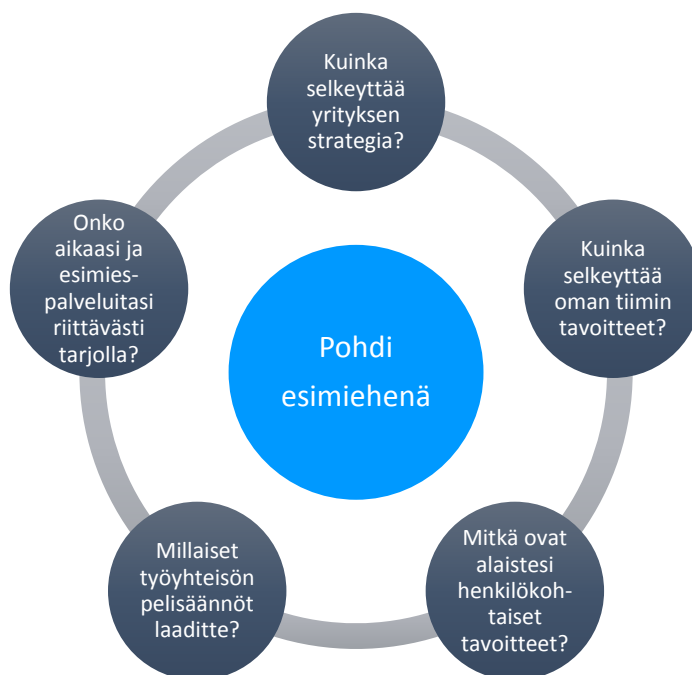 Kuinka
selkeyttää
yrityksen
strategia?
Kuinka
selkeyttää
oman tiimin
tavoitteet?
Mitkä ovat
alaistesi
henkilökoh-
taiset
tavoitteet?
Millaiset
työyhteisön
pelisäännöt
laaditte?
Onko
aikaasi ja
esimies-
palveluitasi
riittävästi
tarjolla?
Pohdi
esimiehenä